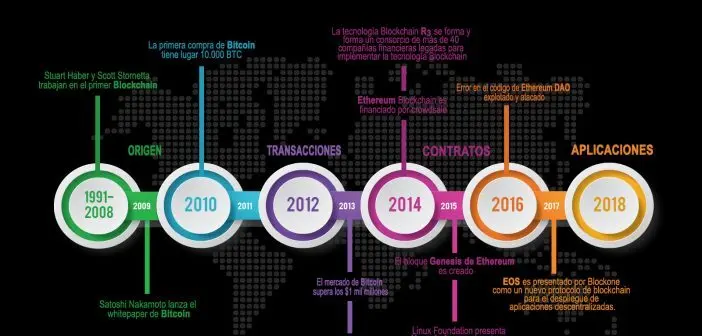 La primera compra de Bitcoin
tiene lugar 10.000 BTC
La tecnología Blockchain R3, se forma y
forma un consorcio de más de 40
compañías financieras legadas para
implementar la tecnología Blockchain
Stuart Haber y Scott Stornetta
trabajan en el primer Blockchain
Ethereum Blockchain es
financiado por crowdsale
Error en el código de Ethereum DAO
explotado y atacado
ORIGEN
TRANSACCIONES
CONTRATOS
APLICACIONES
1991-
2008
2009
2010
2011
2012
2013
2014
2015
2016
2017
2018
Satoshi Nakamoto lanza el
whitepaper de Bitcoin
El mercado de Bitcoin
supera los $1 mil millones
El bloque Genesis de Ethereum
es creado
EOS es presentado por Blockone
como un nuevo protocolo de blockchain
para el despliegue de
aplicaciones descentralizadas.
Linux Foundation presenta